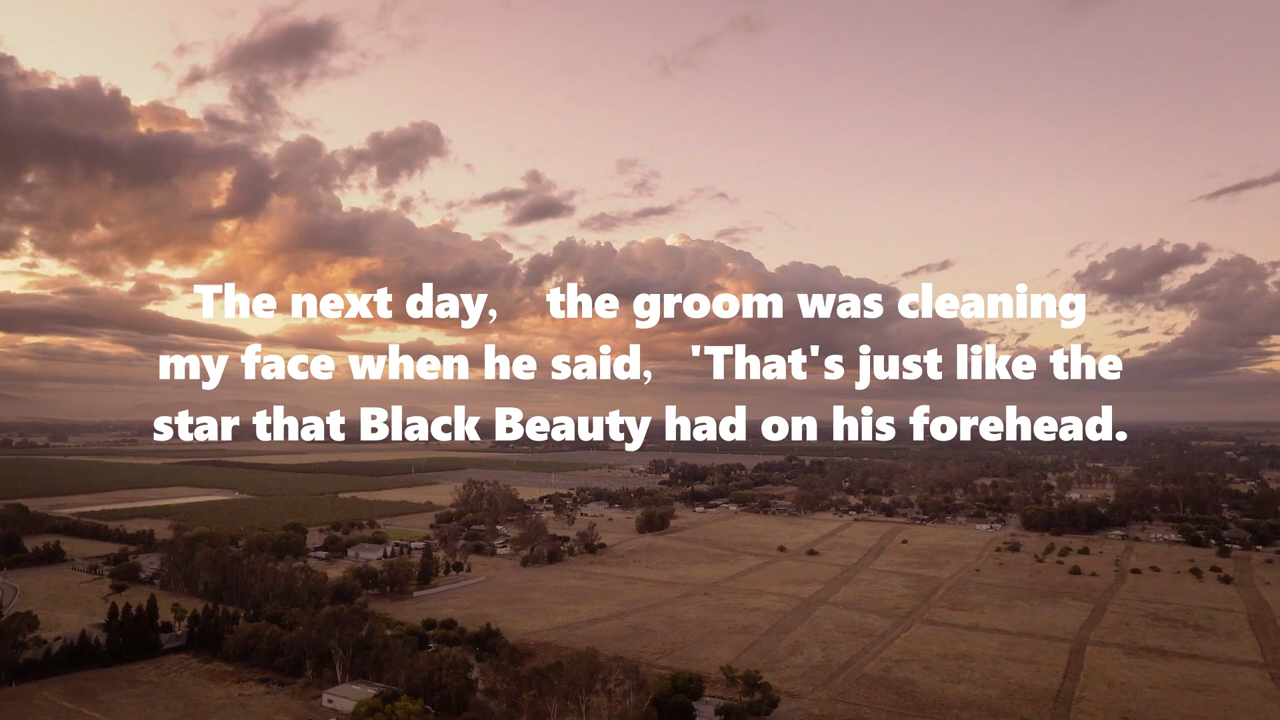 The next day, the groom was cleaning
my face when he said, 'That's just like the
star that Black Beauty had on his forehead.